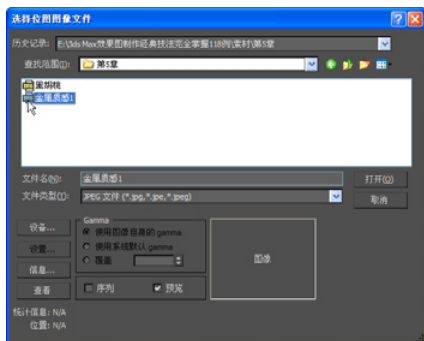 选择位图图像文件
历史记录: E:\3ds Max效果图制作经典技法完全掌握118例\素材\第5章
查找范围(I): 第5章
黑胡桃
金属质感1
文件名(N): 金属质感1 打开(O)
文件类型(T): JPEG 文件 (*.jpg,*.jpe,*.jpeg) 取消
设备... Gamma
使用图像自身的 gamma
设置... 使用系统默认 gamma
覆盖 图像
信息...
查看 序列 预览
统计信息: N/A
位置: N/A